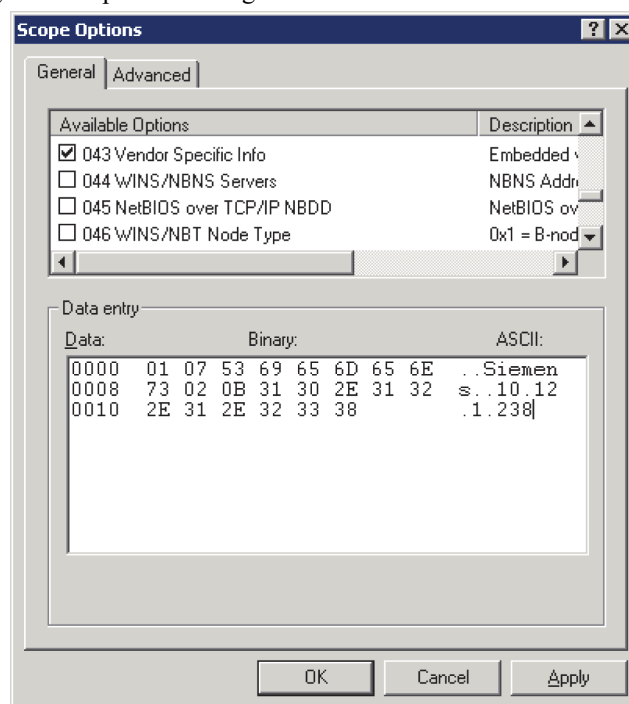 Scope Options
General Advanced
Available Options Description
043 Vendor Specific Info Embedded
044 WINS/NBNS Servers NBNS
045 NetBIOS over TCP/IP NBDD NetBIOS
046 WINS/NBT Node Type 0x1 = B-nod
Data entry
Data: Binary: ASCII:
0000 01 07 53 69 65 6D 65 6E ..Siemen
0008 73 02 0B 31 30 2E 31 32 s..10.12
0010 2E 31 2E 32 33 38 .1.238
OK Cancel Apply